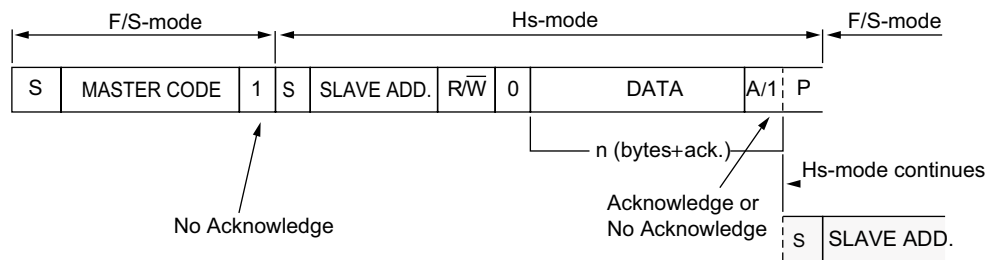 F/S-mode Hs-mode F/S-mode
S MASTER CODE 1 S SLAVE ADD. R/W̅ 0 DATA A/1 P
n (bytes+ack.)
Hs-mode continues
No Acknowledge
Acknowledge or
No Acknowledge
S SLAVE ADD.